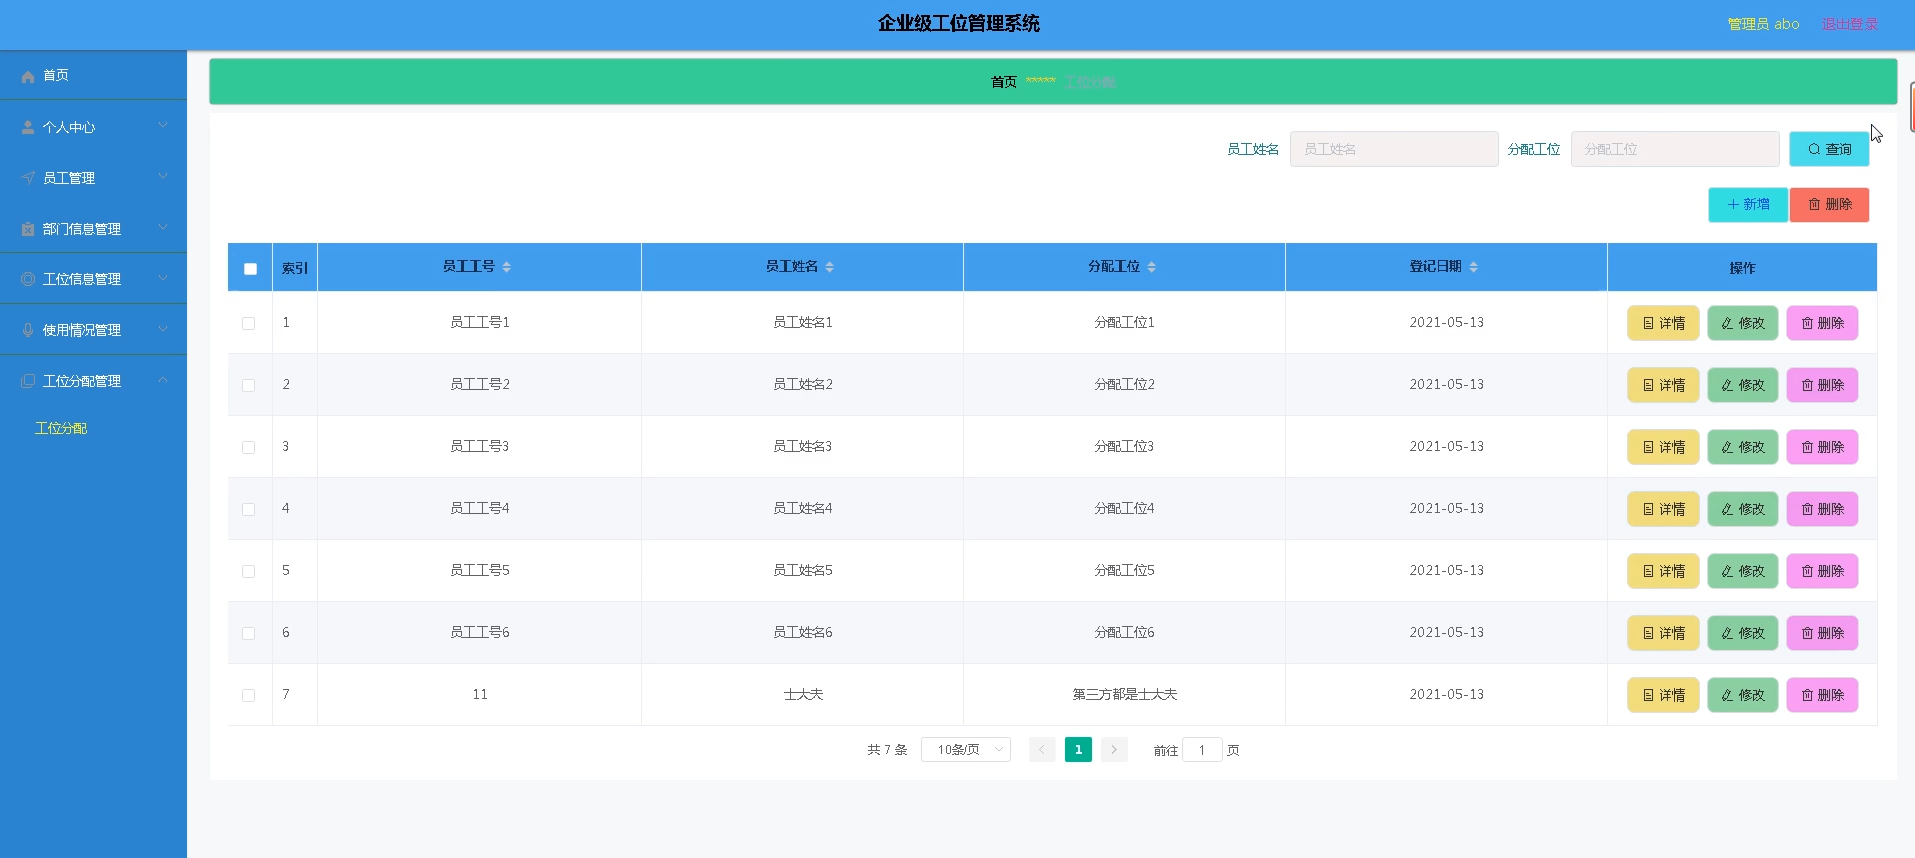 企业级工位管理系统
管理员 abo 退出登录
首页
个人中心
员工管理
部门信息管理
工位信息管理
使用情况管理
工位分配管理
工位分配
首页 ***** 工位分配
员工姓名 员工姓名 分配工位 分配工位 查询
新增 删除
索引 员工工号 员工姓名 分配工位 登记日期 操作
1 员工工号1 员工姓名1 分配工位1 2021-05-13 详情 修改 删除
2 员工工号2 员工姓名2 分配工位2 2021-05-13 详情 修改 删除
3 员工工号3 员工姓名3 分配工位3 2021-05-13 详情 修改 删除
4 员工工号4 员工姓名4 分配工位4 2021-05-13 详情 修改 删除
5 员工工号5 员工姓名5 分配工位5 2021-05-13 详情 修改 删除
6 员工工号6 员工姓名6 分配工位6 2021-05-13 详情 修改 删除
7 11 士大夫 第三方都是士大夫 2021-05-13 详情 修改 删除
共 7 条 10条/页 1 前往 1 页